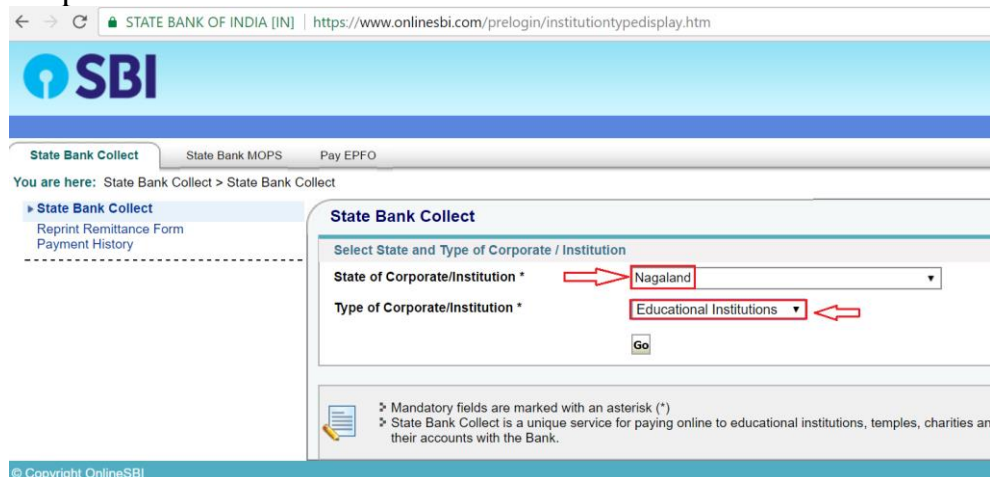 STATE BANK OF INDIA [IN] https://www.onlinesbi.com/prelogin/institutiontypedisplay.htm
SBI
State Bank Collect State Bank MOPS Pay EPFO
You are here: State Bank Collect > State Bank Collect
State Bank Collect
Reprint Remittance Form
Payment History
State Bank Collect
Select State and Type of Corporate / Institution
State of Corporate/Institution * Nagaland
Type of Corporate/Institution * Educational Institutions
Go
Mandatory fields are marked with an asterisk (*)
State Bank Collect is a unique service for paying online to educational institutions, temples, charities an
their accounts with the Bank.
© Copyright OnlineSBI